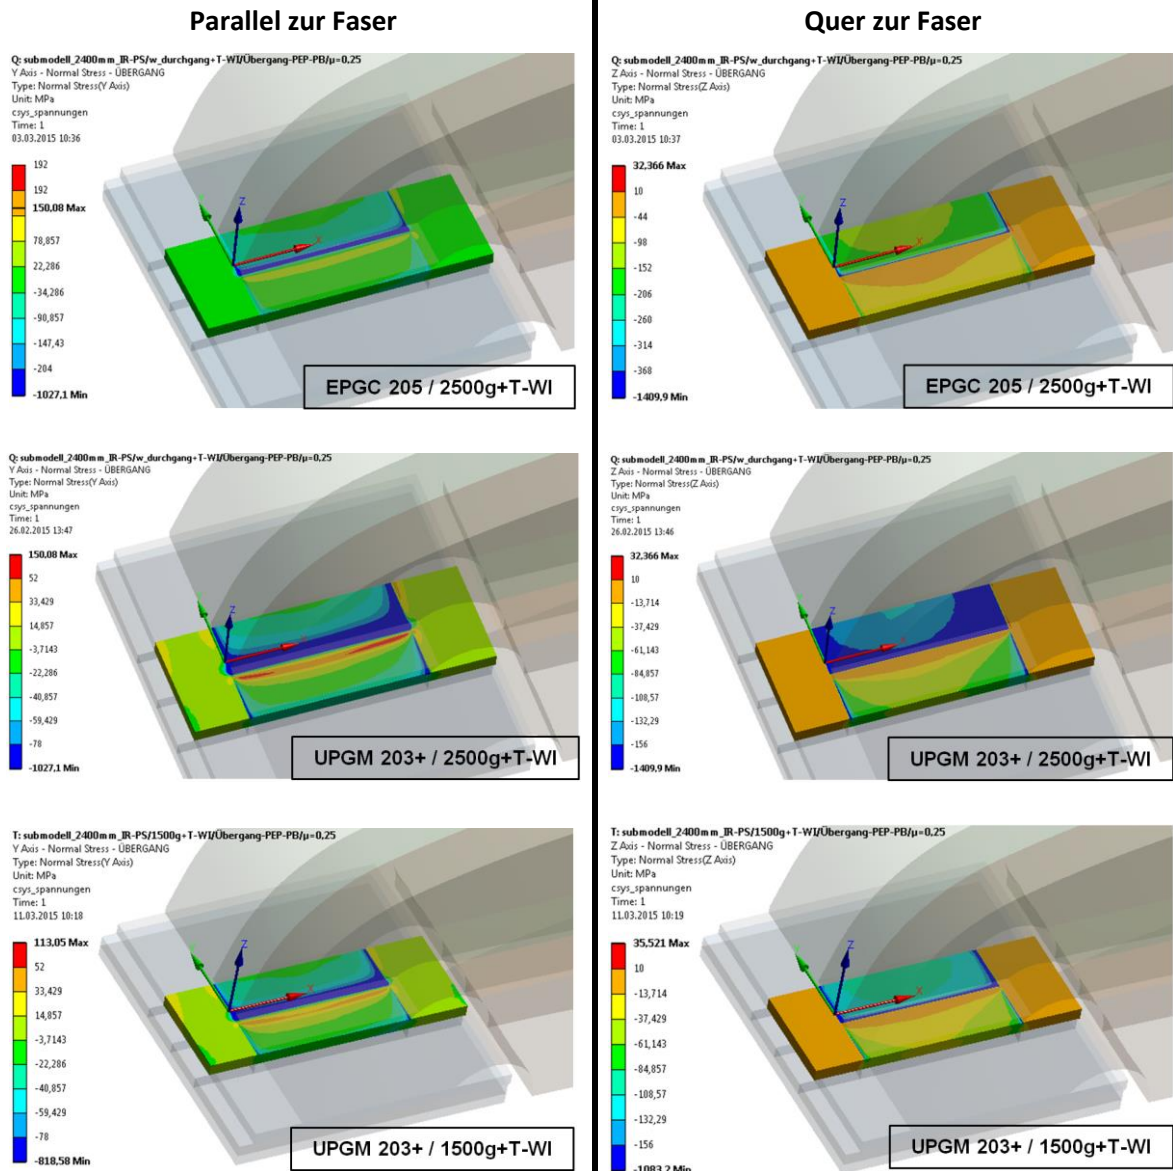 Parallel zur Faser
Quer zur Faser
Q: submodell_2400mm_IR-PS/w_durchgang+T-WI/Übergang-PEP-PB/µ=0,25
Y Axis - Normal Stress - ÜBERGANG
Type: Normal Stress(Y Axis)
Unit: MPa
csys_spannungen
Time: 1
03.03.2015 10:36
192
192
150,08 Max
78,857
22,286
-34,286
-90,857
-147,43
-204
-1027,1 Min
Y
Z
X
EPGC 205 / 2500g+T-WI
Q: submodell_2400mm_IR-PS/w_durchgang+T-WI/Übergang-PEP-PB/µ=0,25
Z Axis - Normal Stress - ÜBERGANG
Type: Normal Stress(Z Axis)
Unit: MPa
csys_spannungen
Time: 1
03.03.2015 10:37
32,366 Max
10
-44
-98
-152
-206
-260
-314
-368
-1409,9 Min
Z
X
EPGC 205 / 2500g+T-WI
Q: submodell_2400mm_IR-PS/w_durchgang+T-WI/Übergang-PEP-PB/µ=0,25
Y Axis - Normal Stress - ÜBERGANG
Type: Normal Stress(Y Axis)
Unit: MPa
csys_spannungen
Time: 1
26.02.2015 13:47
150,08 Max
52
33,429
14,857
-3,7143
-22,286
-40,857
-59,429
-78
-1027,1 Min
Z
X
UPGM 203+ / 2500g+T-WI
Q: submodell_2400mm_IR-PS/w_durchgang+T-WI/Übergang-PEP-PB/µ=0,25
Z Axis - Normal Stress - ÜBERGANG
Type: Normal Stress(Z Axis)
Unit: MPa
csys_spannungen
Time: 1
26.02.2015 13:46
32,366 Max
10
-13,714
-37,429
-61,143
-84,857
-108,57
-132,29
-156
-1409,9 Min
Z
X
UPGM 203+ / 2500g+T-WI
T: submodell_2400mm_IR-PS/1500g+T-WI/Übergang-PEP-PB/µ=0,25
Y Axis - Normal Stress - ÜBERGANG
Type: Normal Stress(Y Axis)
Unit: MPa
csys_spannungen
Time: 1
11.03.2015 10:18
113,05 Max
52
33,429
14,857
-3,7143
-22,286
-40,857
-59,429
-78
-818,58 Min
Z
X
UPGM 203+ / 1500g+T-WI
T: submodell_2400mm_IR-PS/1500g+T-WI/Übergang-PEP-PB/µ=0,25
Z Axis - Normal Stress - ÜBERGANG
Type: Normal Stress(Z Axis)
Unit: MPa
csys_spannungen
Time: 1
11.03.2015 10:19
35,521 Max
10
-13,714
-37,429
-61,143
-84,857
-108,57
-132,29
-156
-1083,2 Min
Z
X
UPGM 203+ / 1500g+T-WI